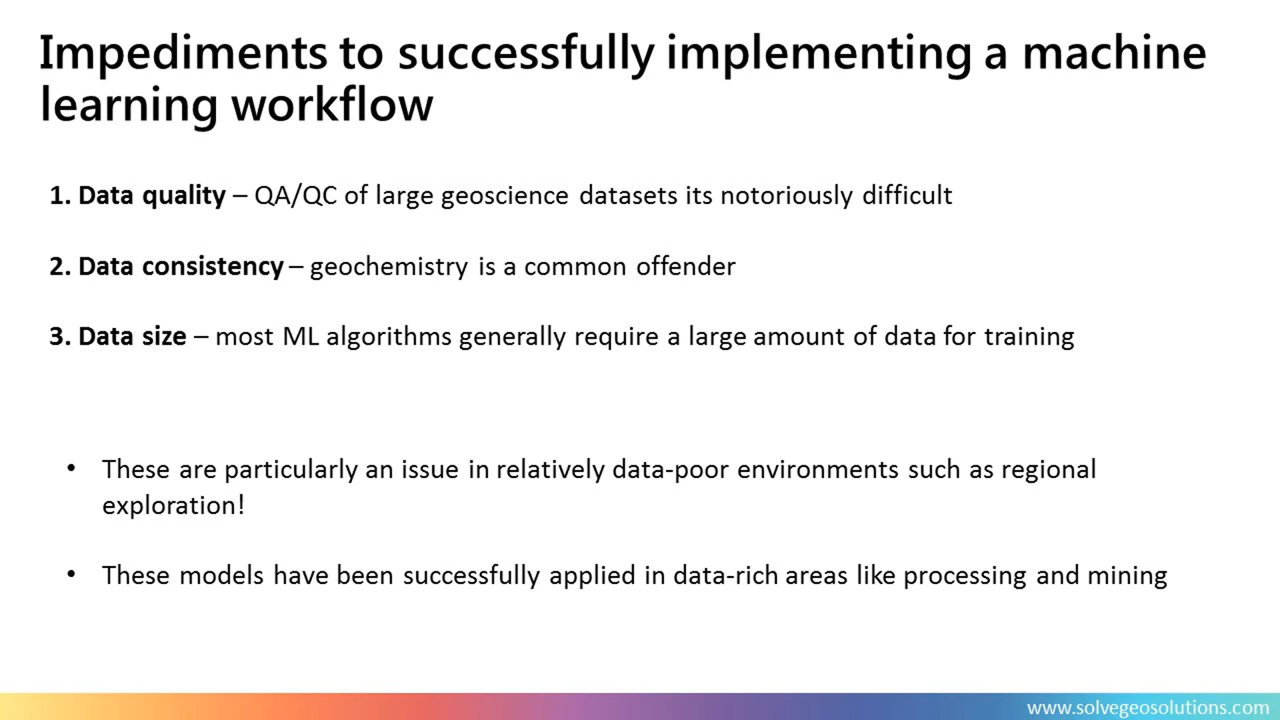 Impediments to successfully implementing a machine
learning workflow
1. Data quality – QA/QC of large geoscience datasets its notoriously difficult
2. Data consistency – geochemistry is a common offender
3. Data size – most ML algorithms generally require a large amount of data for training
• These are particularly an issue in relatively data-poor environments such as regional
exploration!
• These models have been successfully applied in data-rich areas like processing and mining
www.solvegeosolutions.com